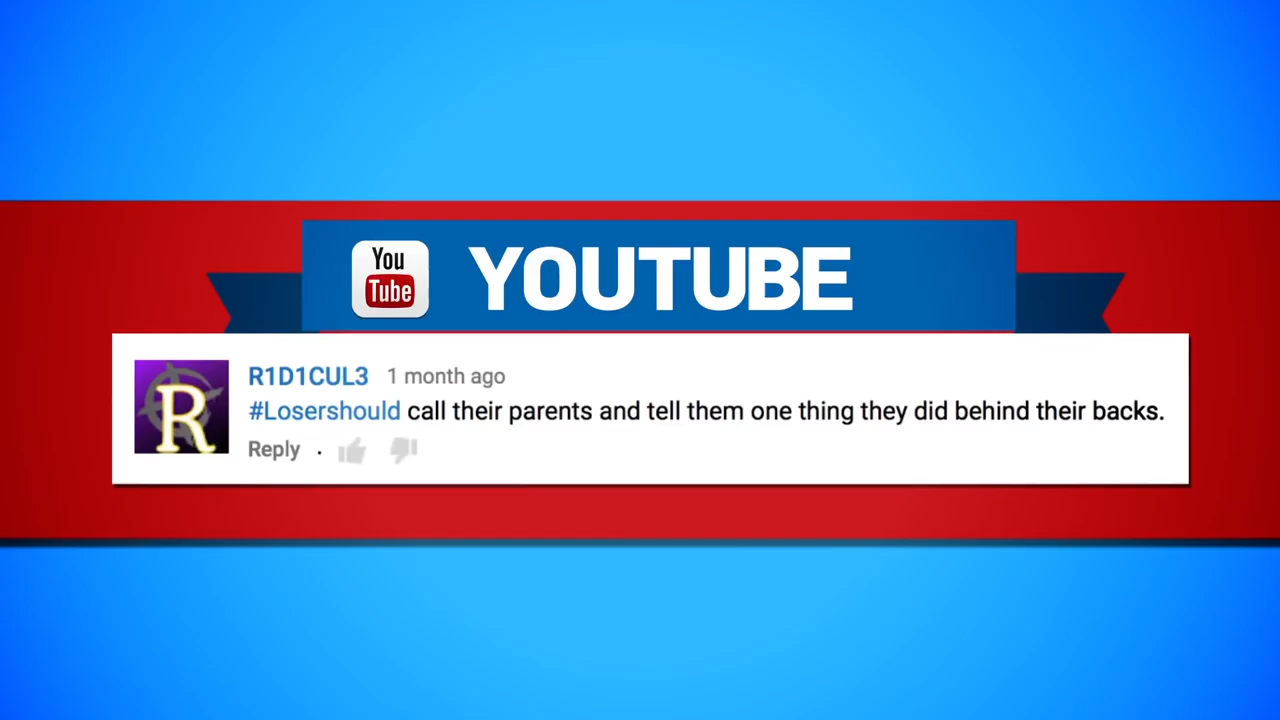 You
Tube
YOUTUBE
R
R1D1CUL3 1 month ago
#Losershould call their parents and tell them one thing they did behind their backs.
Reply ·